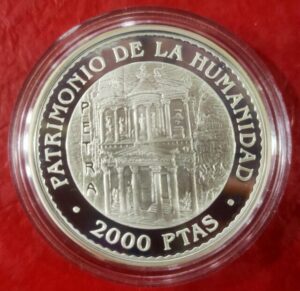 PATRIMONIO DE LA HUMANIDAD
PETRA
· 2000 PTAS ·